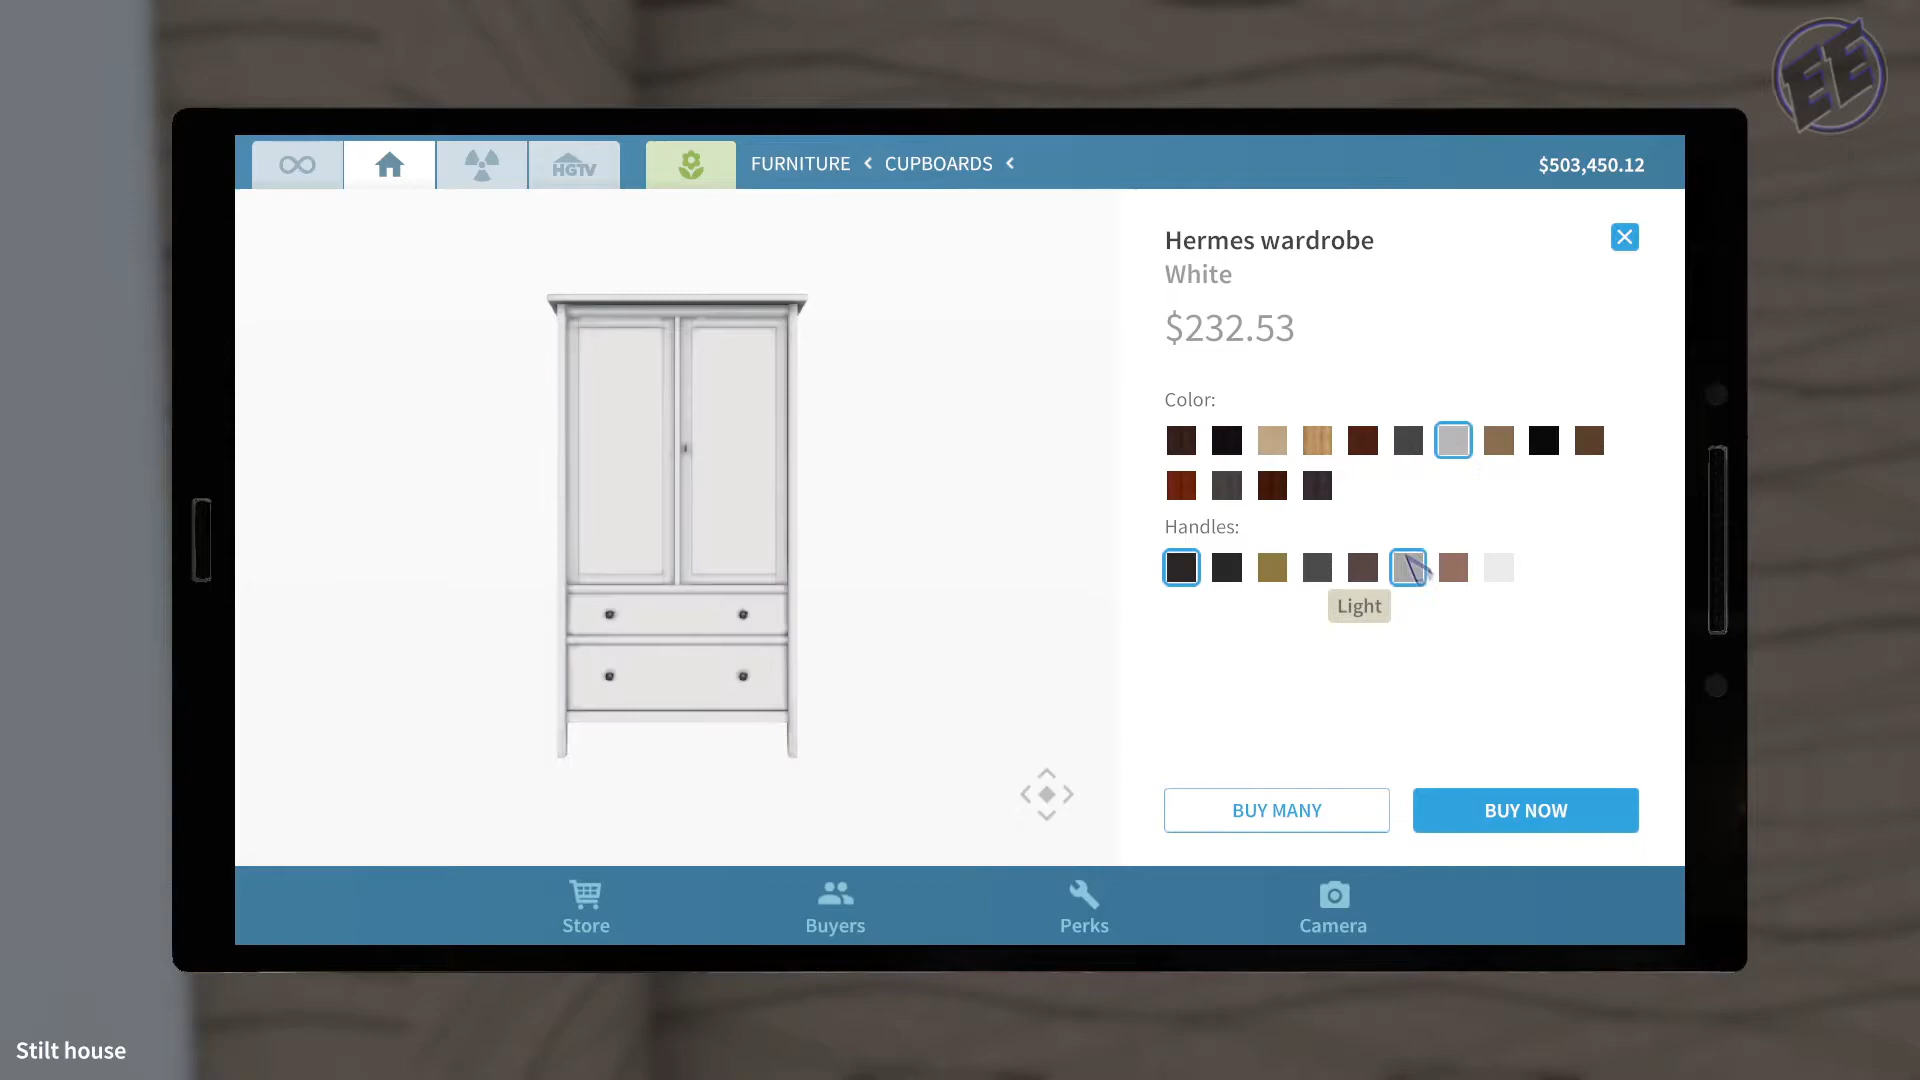 EE
HGTV
FURNITURE < CUPBOARDS <
$503,450.12
Hermes wardrobe
White
$232.53
Color:
Handles:
Light
BUY MANY
BUY NOW
Store
Buyers
Perks
Camera
Stilt house